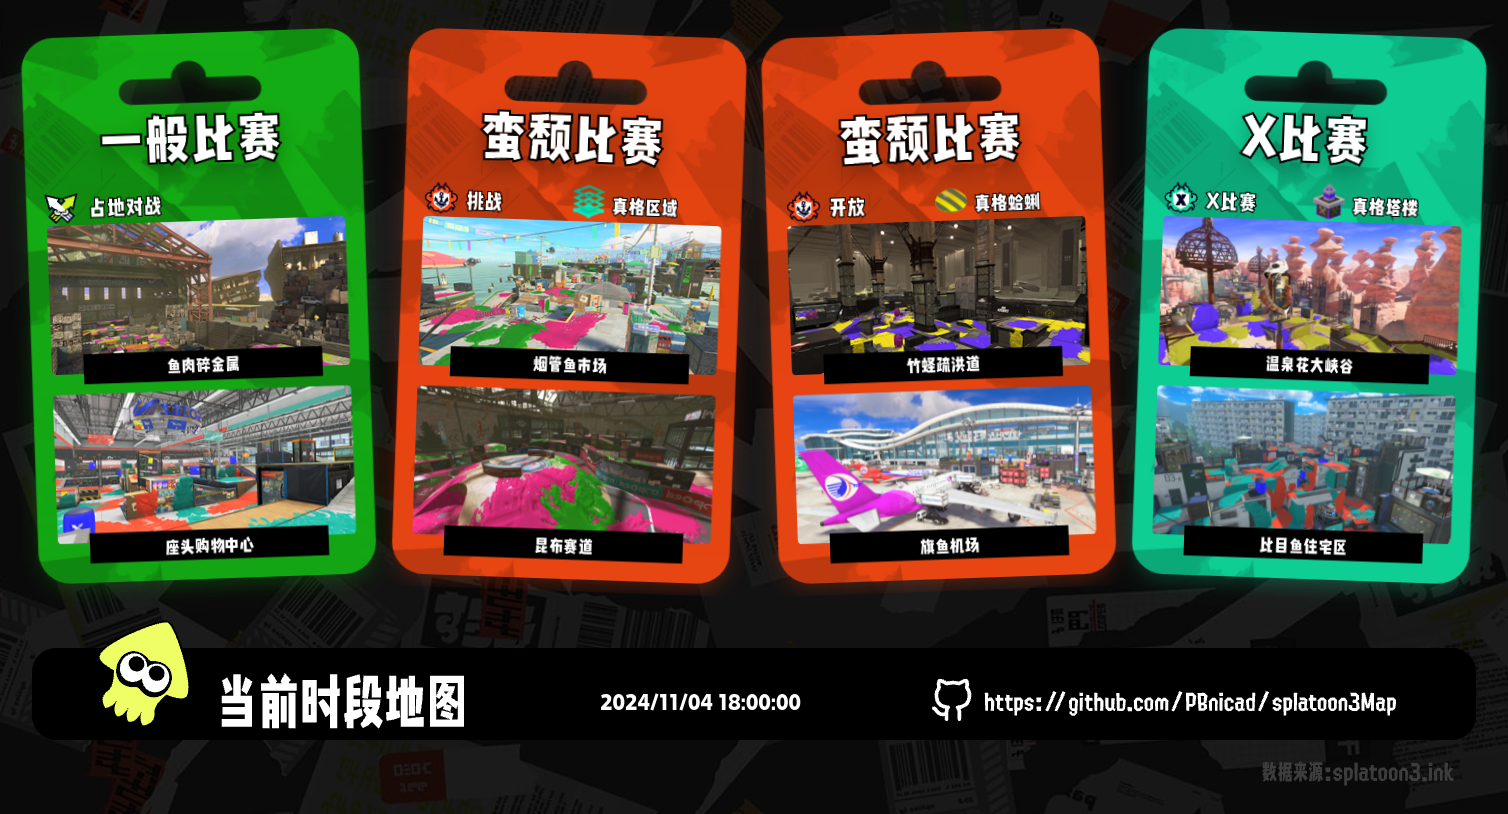 一般比赛
占地对战
鱼肉碎金属
座头购物中心
蛮颓比赛
挑战
真格区域
烟管鱼市场
昆布赛道
蛮颓比赛
开放
真格蛤蜊
竹蛏疏洪道
旗鱼机场
X比赛
X比赛
真格塔楼
温泉花大峡谷
比目鱼住宅区
当前时段地图
2024/11/04 18:00:00
https://github.com/PBnicad/splatoon3Map
数据来源:splatoon3.ink